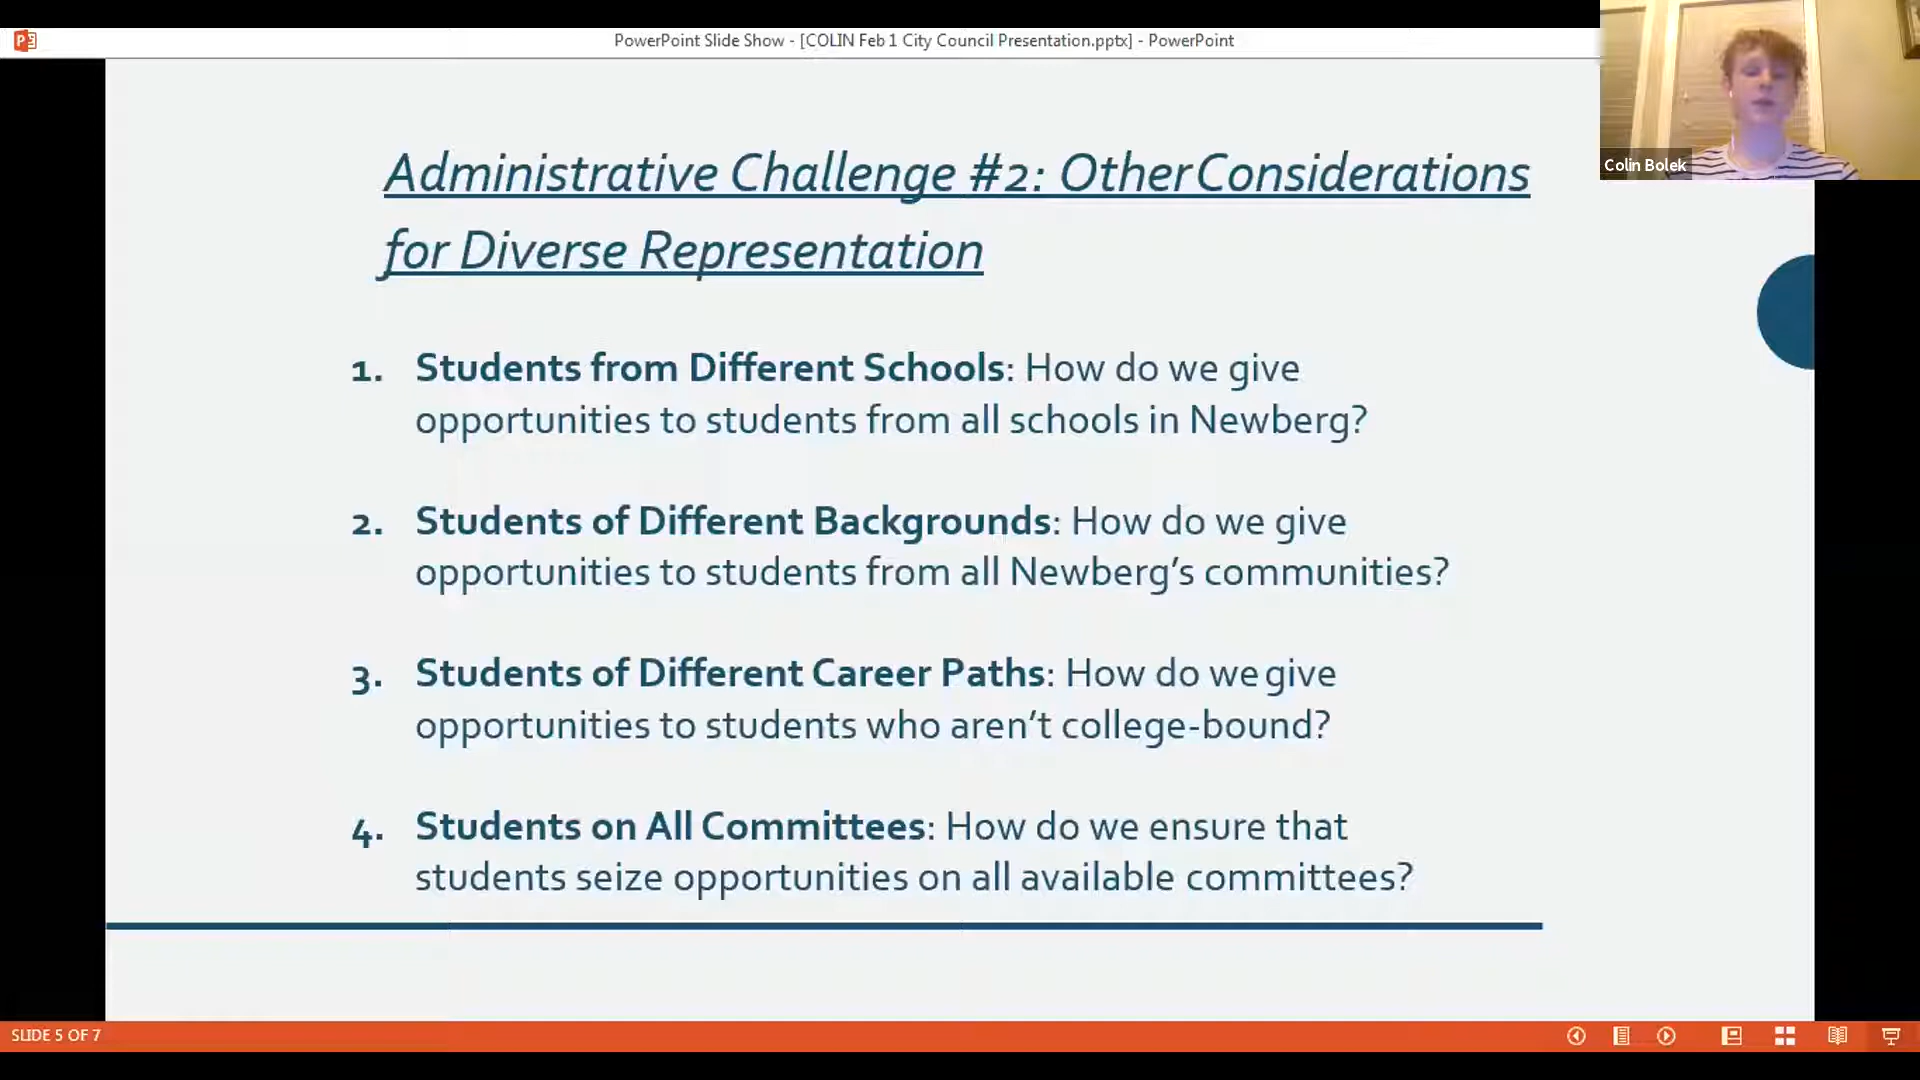 PowerPoint Slide Show - [COLIN Feb 1 City Council Presentation.pptx] - PowerPoint
Colin Bolek
Administrative Challenge #2: Other Considerations
for Diverse Representation
1. Students from Different Schools: How do we give
opportunities to students from all schools in Newberg?
2. Students of Different Backgrounds: How do we give
opportunities to students from all Newberg’s communities?
3. Students of Different Career Paths: How do we give
opportunities to students who aren’t college-bound?
4. Students on All Committees: How do we ensure that
students seize opportunities on all available committees?
SLIDE 5 OF 7